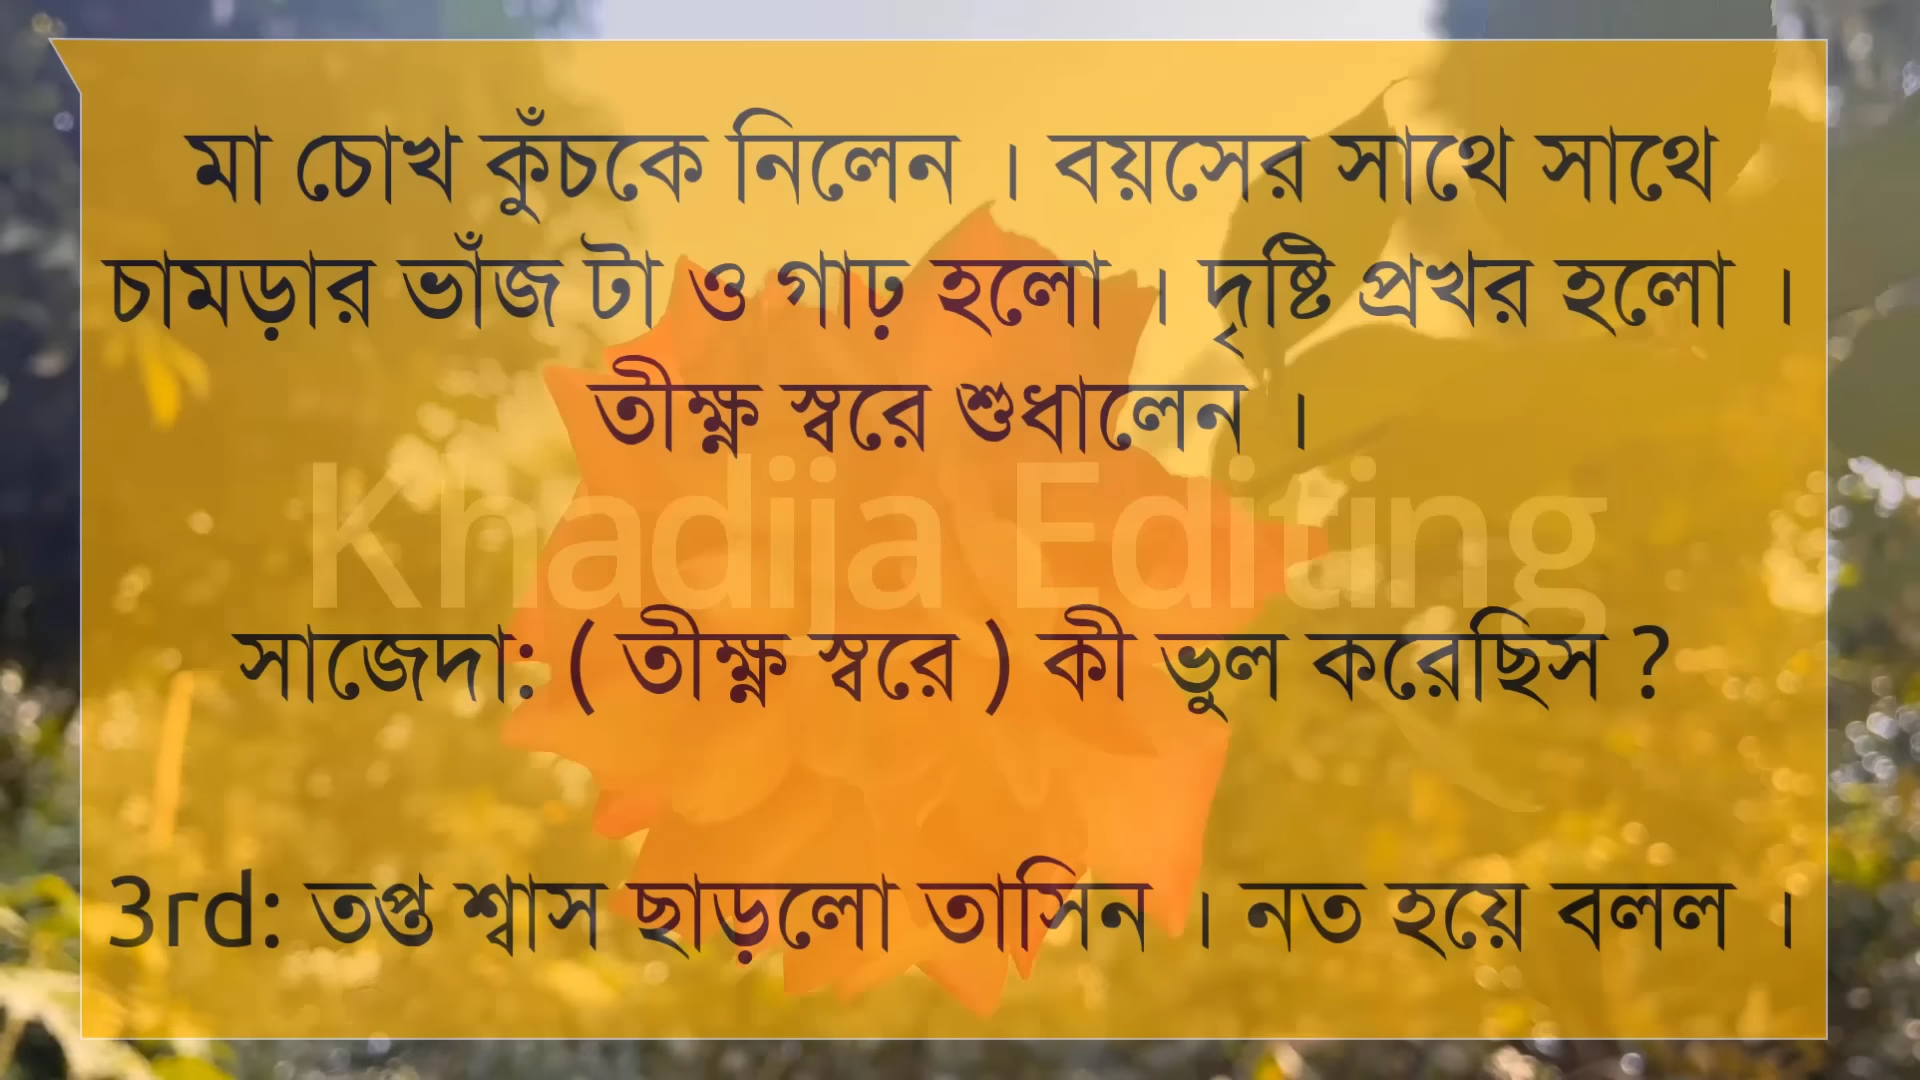 মা চোখ কুঁচকে নিলেন । বয়সের সাথে সাথে
চামড়ার ভাঁজ টা ও গাঢ় হলো । দৃষ্টি প্রখর হলো ।
তীক্ষ্ণ স্বরে শুধালেন ।
Khadija Editing
সাজেদা: ( তীক্ষ্ণ স্বরে ) কী ভুল করেছিস ?
3rd: তপ্ত শ্বাস ছাড়লো তাসিন । নত হয়ে বলল ।